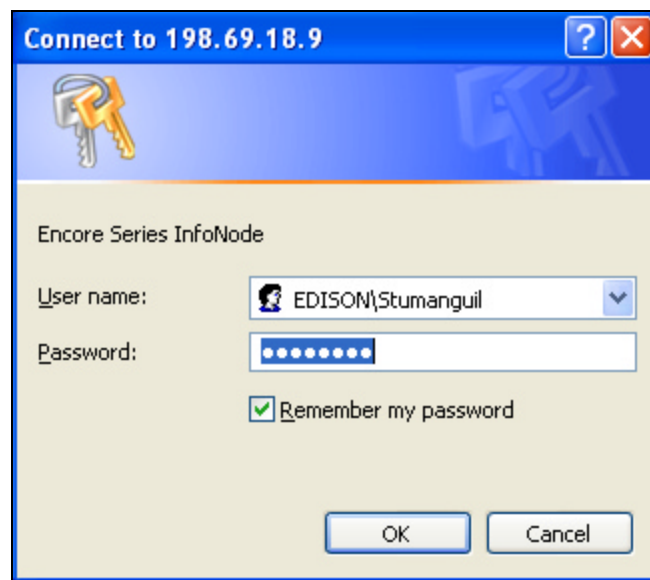 Connect to 198.69.18.9
Encore Series InfoNode
User name: EDISON\Stumanguil
Password: ●●●●●●●●
Remember my password
OK Cancel